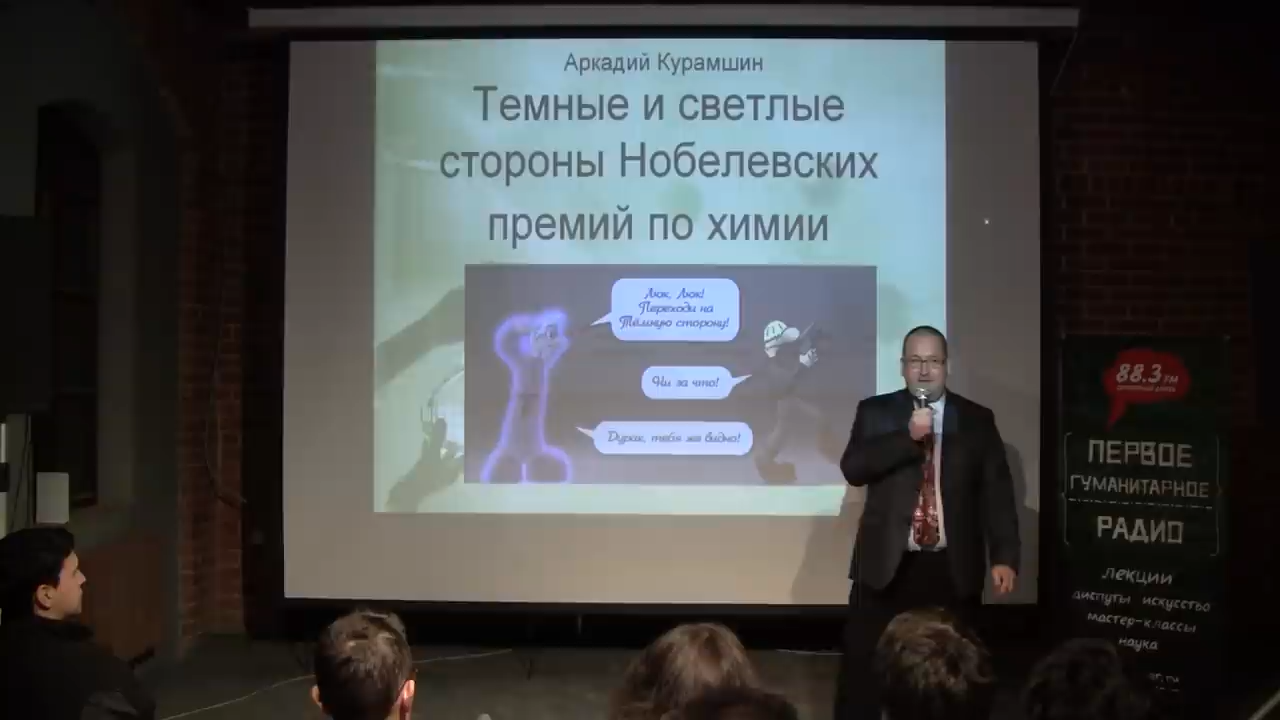 Аркадий Курамшин
Темные и светлые
стороны Нобелевских
премий по химии
Люк, Люк!
Переходи на
Тёмную сторону!
Ни за что!
Дурак, тебя же видно!
88.3 FM
ПЕРВОЕ
ГУМАНИТАРНОЕ
РАДИО
лекции
диспуты искусство
мастер-классы
наука